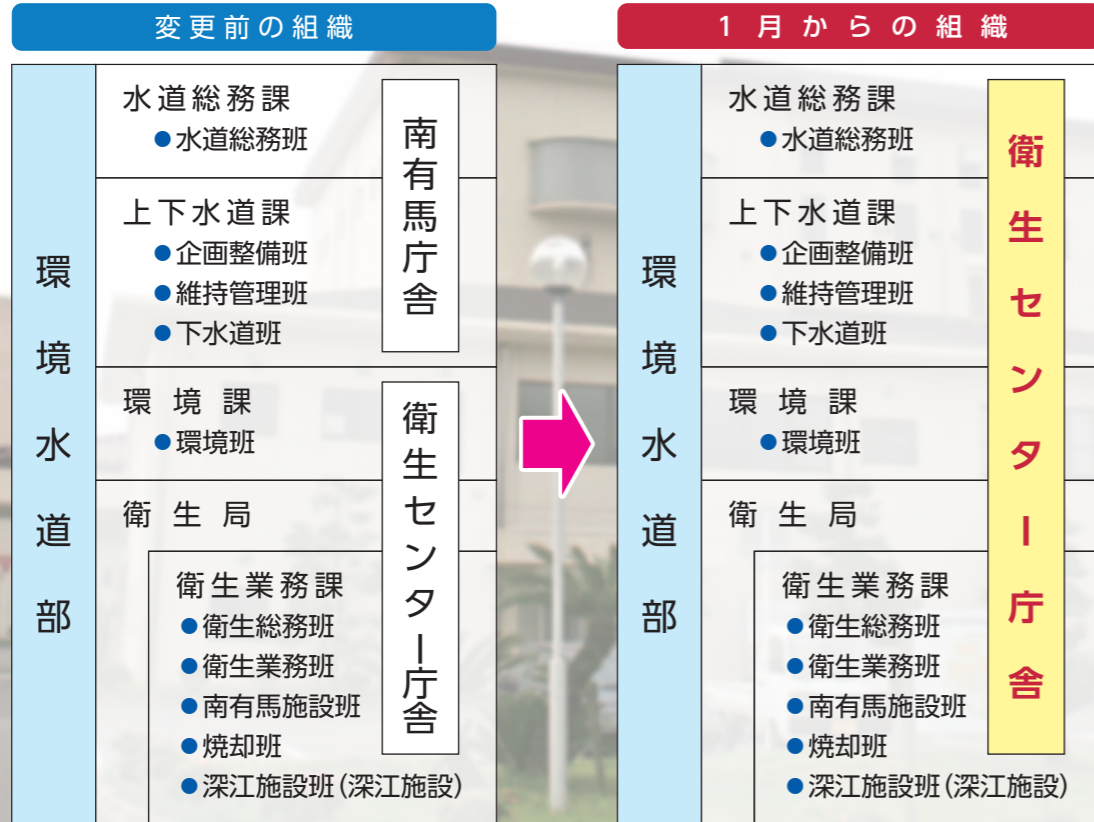 変更前の組織
環境水道部
水道総務課
●水道総務班
上下水道課
●企画整備班
●維持管理班
●下水道班
南有馬庁舎
環境課
●環境班
衛生局
衛生業務課
●衛生総務班
●衛生業務班
●南有馬施設班
●焼却班
●深江施設班(深江施設)
衛生センター庁舎
1月からの組織
環境水道部
水道総務課
●水道総務班
上下水道課
●企画整備班
●維持管理班
●下水道班
環境課
●環境班
衛生局
衛生業務課
●衛生総務班
●衛生業務班
●南有馬施設班
●焼却班
●深江施設班(深江施設)
衛生センター庁舎